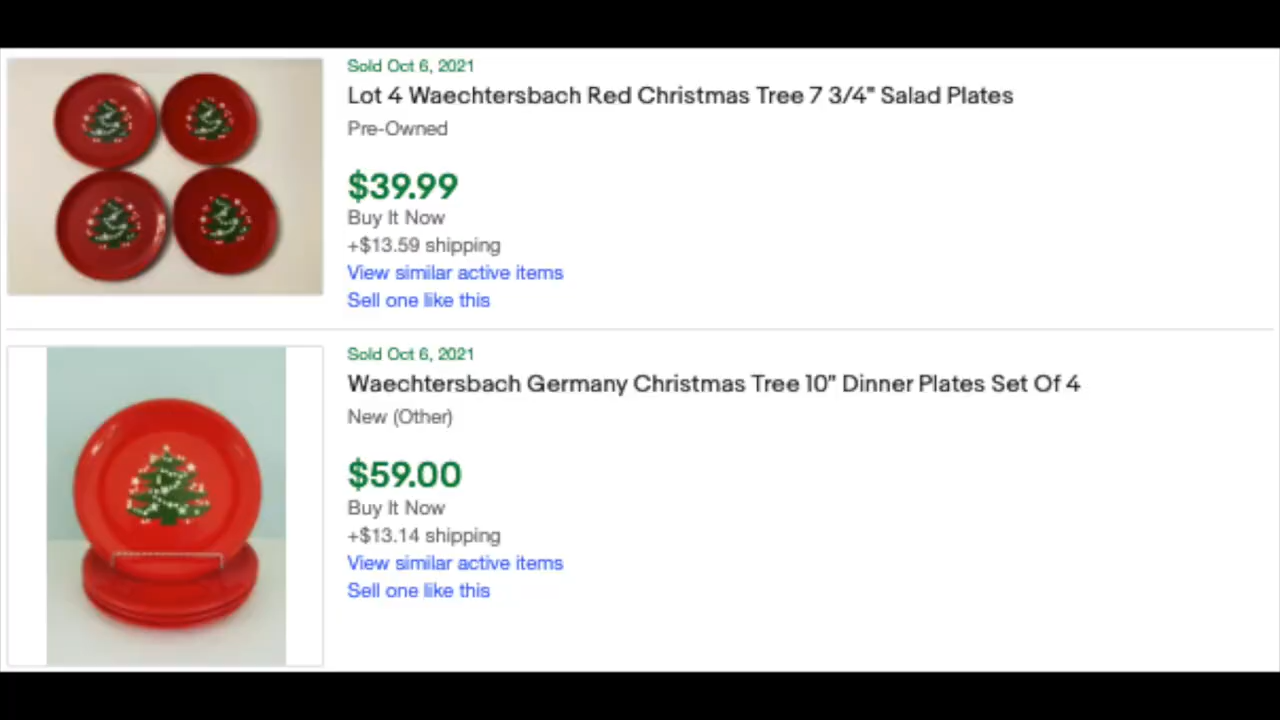 Sold Oct 6, 2021
Lot 4 Waechtersbach Red Christmas Tree 7 3/4" Salad Plates
Pre-Owned
$39.99
Buy It Now
+$13.59 shipping
View similar active items
Sell one like this
Sold Oct 6, 2021
Waechtersbach Germany Christmas Tree 10" Dinner Plates Set Of 4
New (Other)
$59.00
Buy It Now
+$13.14 shipping
View similar active items
Sell one like this